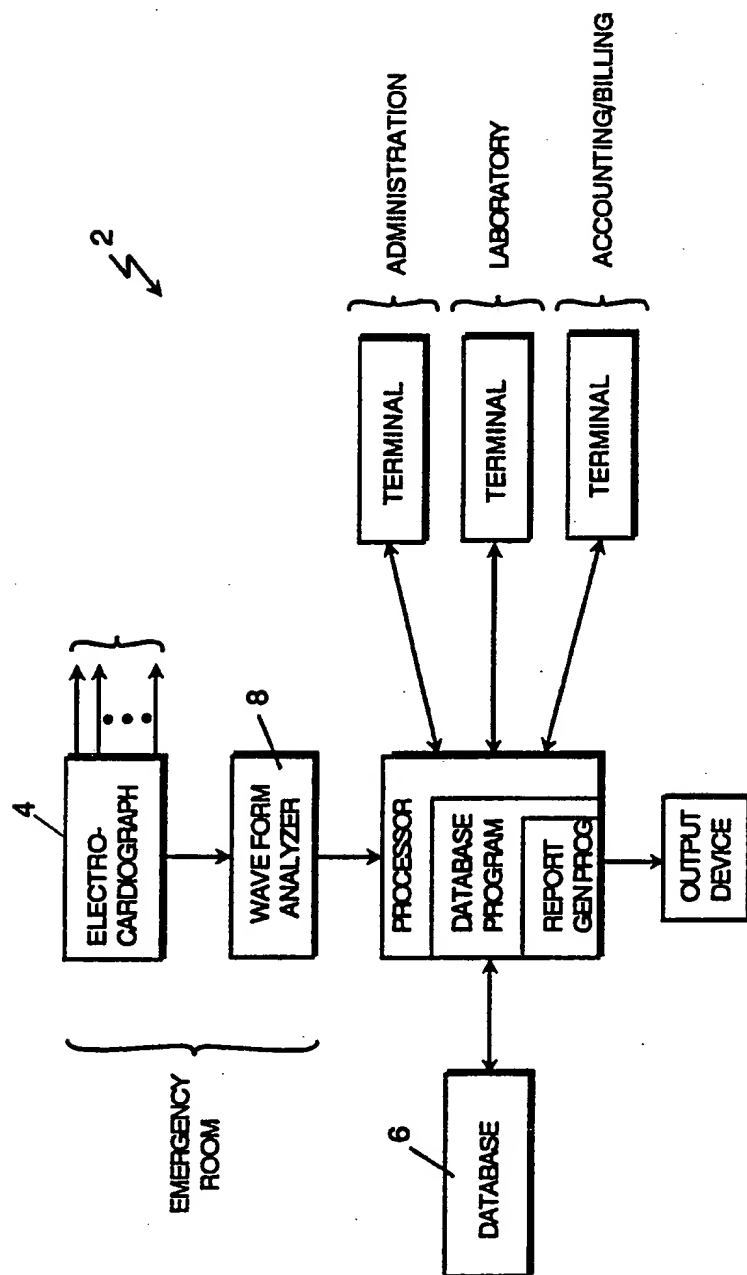 2
4
ELECTRO-
CARDIOGRAPH
8
WAVE FORM
ANALYZER
EMERGENCY
ROOM
PROCESSOR
DATABASE
PROGRAM
REPORT
GEN PROG
6
DATABASE
OUTPUT
DEVICE
TERMINAL
ADMINISTRATION
TERMINAL
LABORATORY
TERMINAL
ACCOUNTING/BILLING